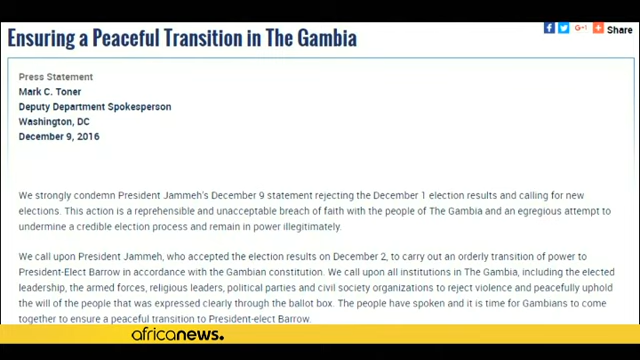 Ensuring a Peaceful Transition in The Gambia
Share
Press Statement
Mark C. Toner
Deputy Department Spokesperson
Washington, DC
December 9, 2016
We strongly condemn President Jammeh's December 9 statement rejecting the December 1 election results and calling for new
elections. This action is a reprehensible and unacceptable breach of faith with the people of The Gambia and an egregious attempt to
undermine a credible election process and remain in power illegitimately.
We call upon President Jammeh, who accepted the election results on December 2, to carry out an orderly transition of power to
President-Elect Barrow in accordance with the Gambian constitution. We call upon all institutions in The Gambia, including the elected
leadership, the armed forces, religious leaders, political parties and civil society organizations to reject violence and peacefully uphold
the will of the people that was expressed clearly through the ballot box. The people have spoken and it is time for Gambians to come
together to ensure a peaceful transition to President-elect Barrow.
africanews.